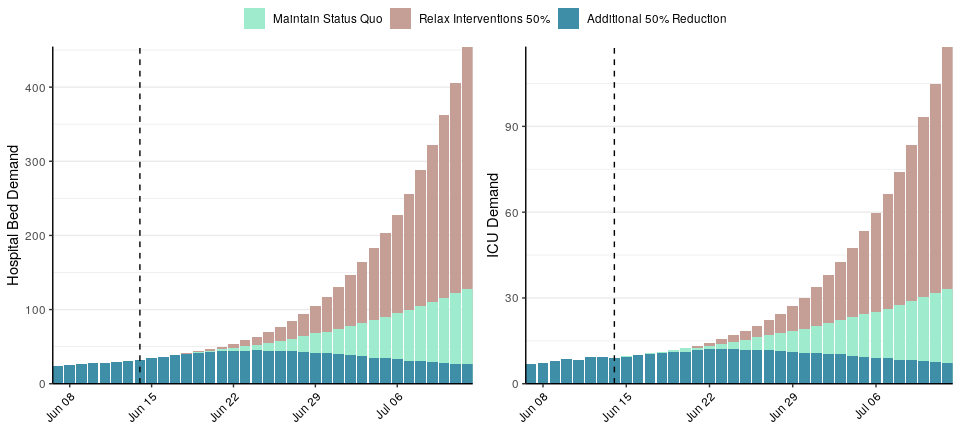 Maintain Status Quo Relax Interventions 50% Additional 50% Reduction
Hospital Bed Demand
400
300
200
100
0
Jun 08 Jun 15 Jun 22 Jun 29 Jul 06
ICU Demand
90
60
30
0
Jun 08 Jun 15 Jun 22 Jun 29 Jul 06